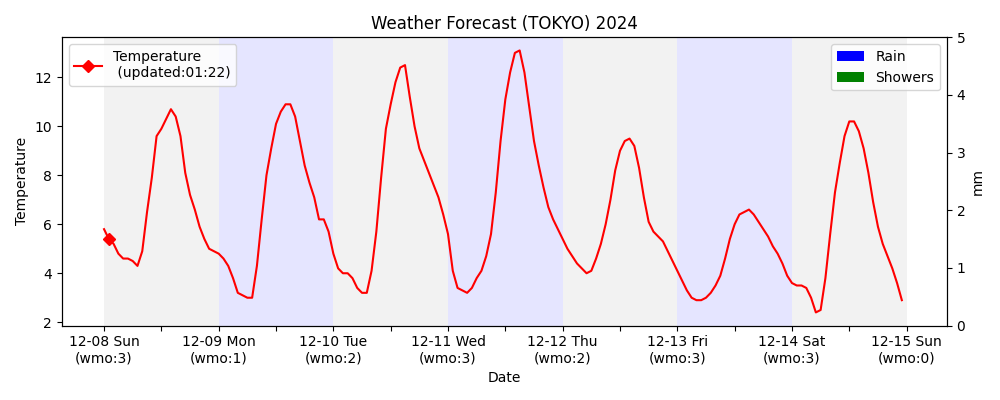 Weather Forecast (TOKYO) 2024
Temperature
(updated:01:22)
Rain
Showers
Temperature
12
10
8
6
4
2
5
4
3
2
1
0
mm
12-08 Sun
(wmo:3)
12-09 Mon
(wmo:1)
12-10 Tue
(wmo:2)
12-11 Wed
(wmo:3)
12-12 Thu
(wmo:2)
12-13 Fri
(wmo:3)
12-14 Sat
(wmo:3)
12-15 Sun
(wmo:0)
Date